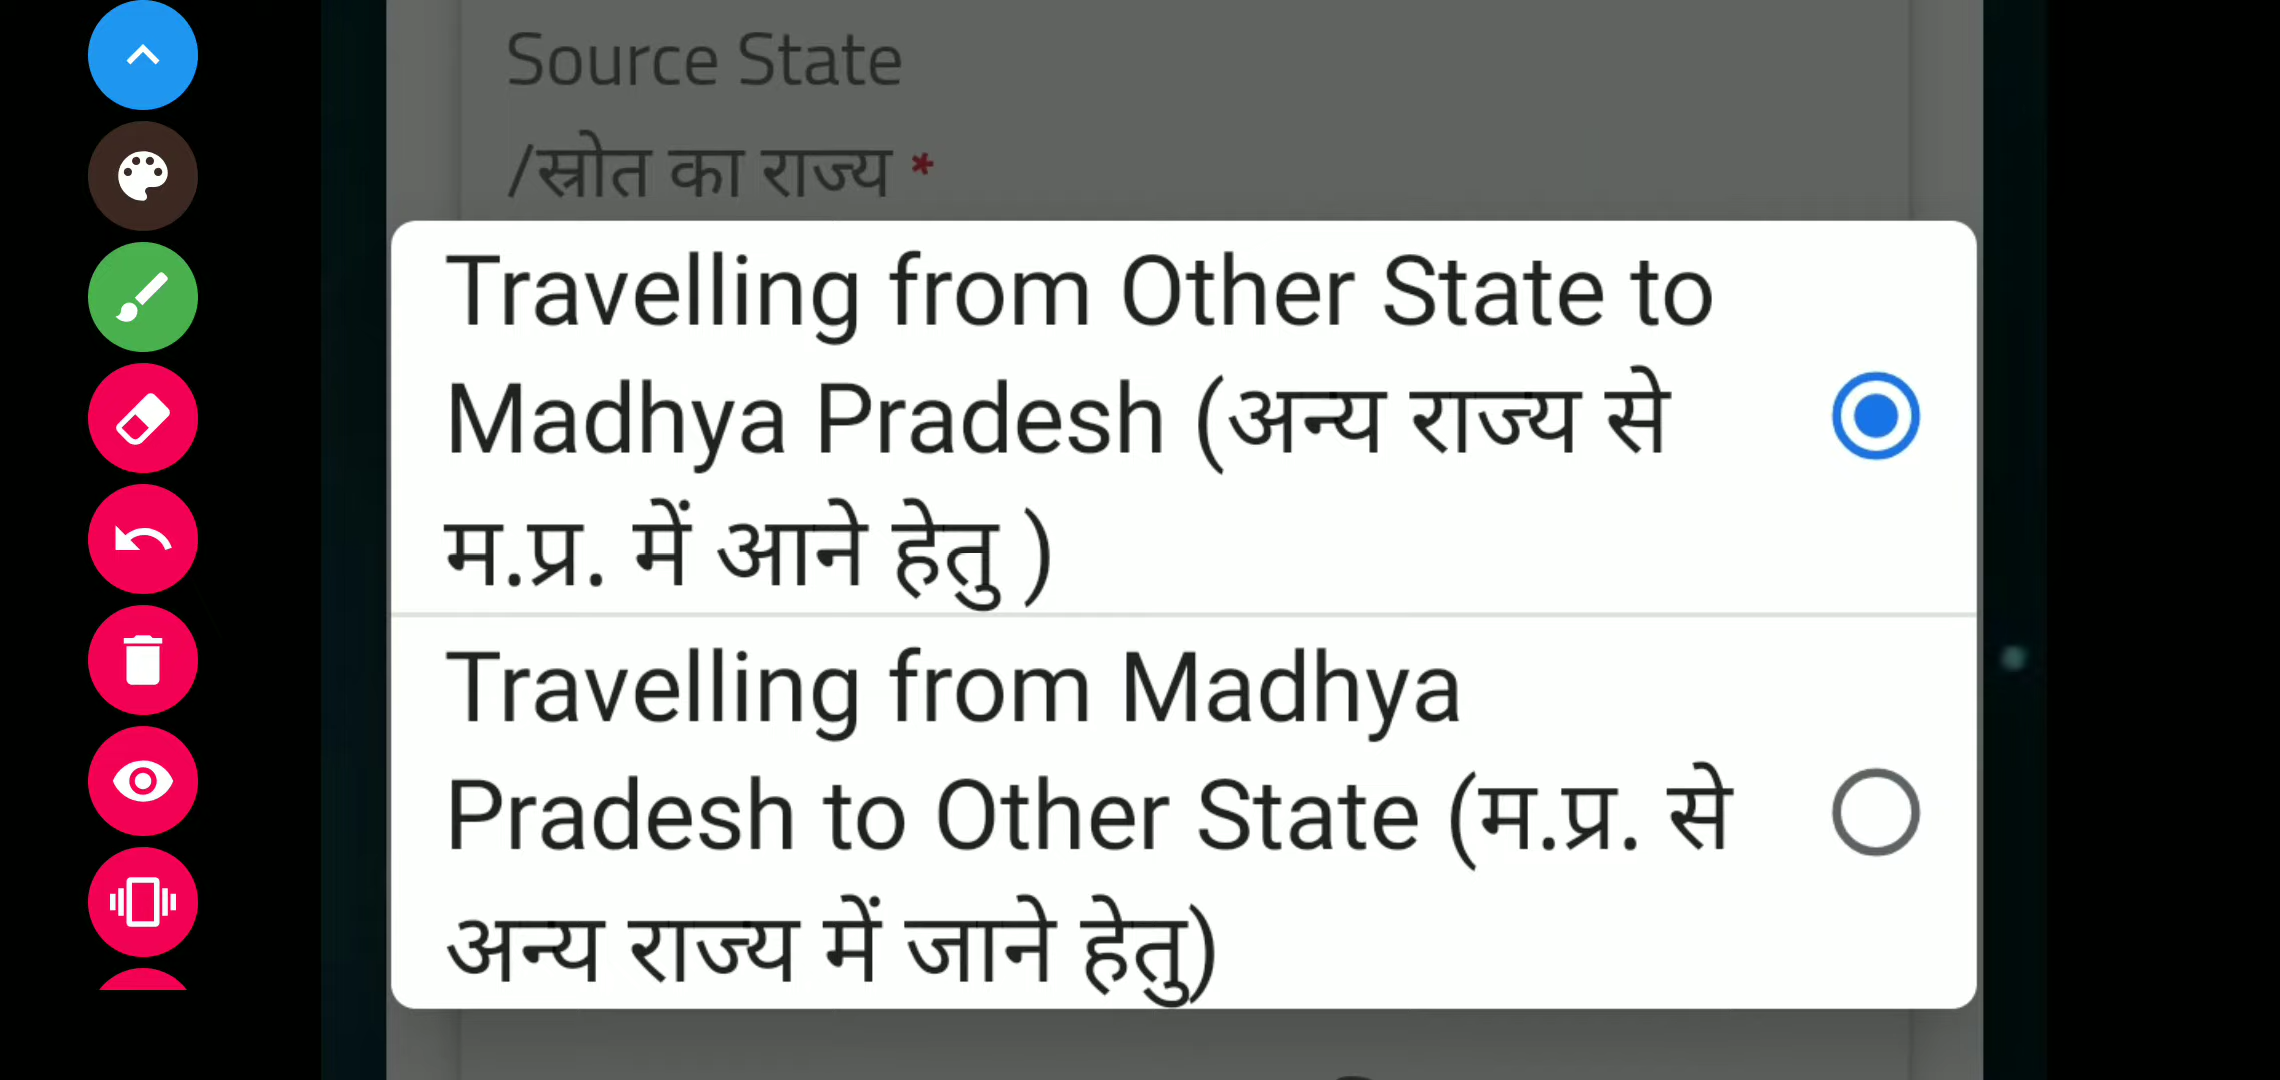 Source State
/स्रोत का राज्य *
Travelling from Other State to
Madhya Pradesh (अन्य राज्य से
म.प्र. में आने हेतु )
Travelling from Madhya
Pradesh to Other State (म.प्र. से
अन्य राज्य में जाने हेतु)